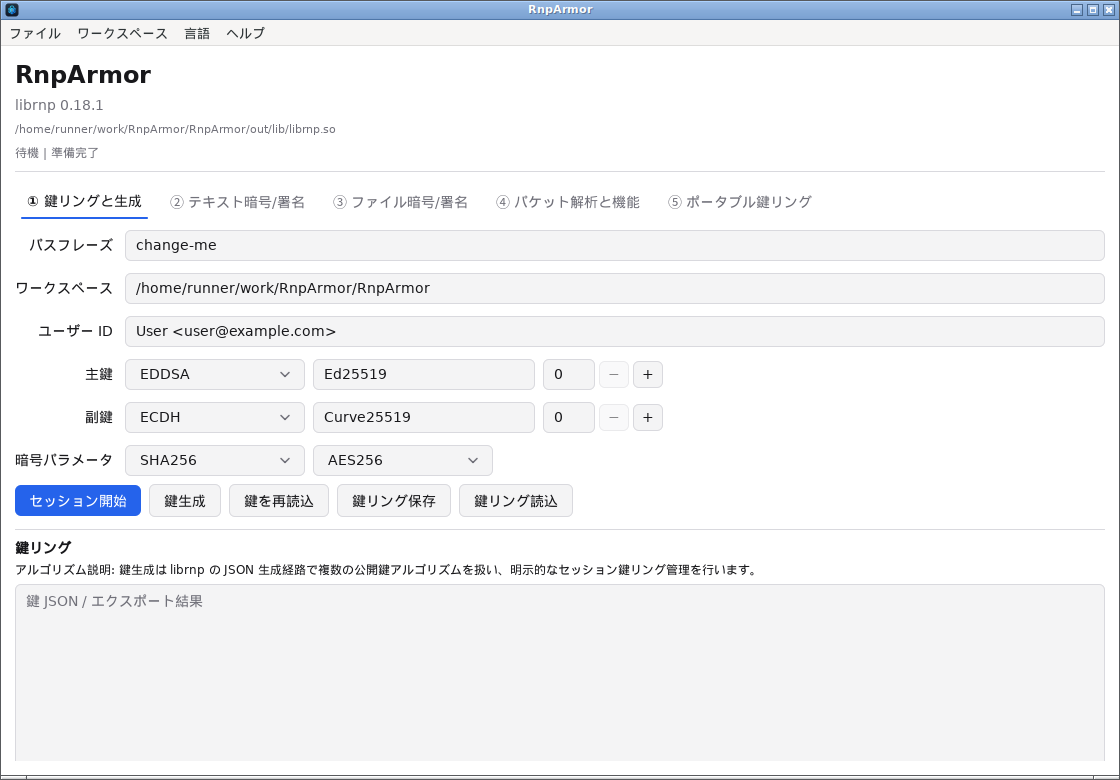 RnpArmor
ファイル ワークスペース 言語 ヘルプ
RnpArmor
librnp 0.18.1
/home/runner/work/RnpArmor/RnpArmor/out/lib/librnp.so
待機 | 準備完了
① 鍵リングと生成 ② テキスト暗号/署名 ③ ファイル暗号/署名 ④ パケット解析と機能 ⑤ ポータブル鍵リング
パスフレーズ change-me
ワークスペース /home/runner/work/RnpArmor/RnpArmor
ユーザー ID User <user@example.com>
主鍵 EDDSA Ed25519 0 − +
副鍵 ECDH Curve25519 0 − +
暗号パラメータ SHA256 AES256
セッション開始 鍵生成 鍵を再読込 鍵リング保存 鍵リング読込
鍵リング
アルゴリズム説明: 鍵生成は librnp の JSON 生成経路で複数の公開鍵アルゴリズムを扱い、明示的なセッション鍵リング管理を行います。
鍵 JSON / エクスポート結果